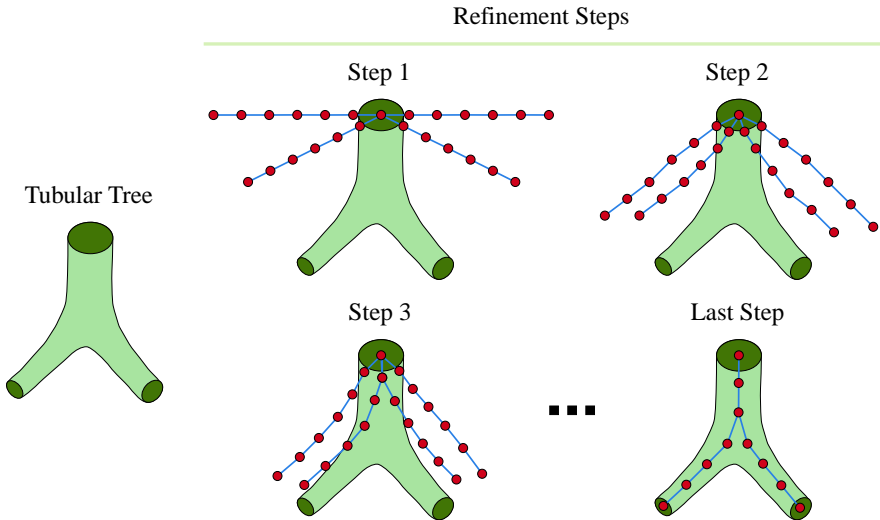 Refinement Steps
Step 1
Step 2
Tubular Tree
Step 3
Last Step